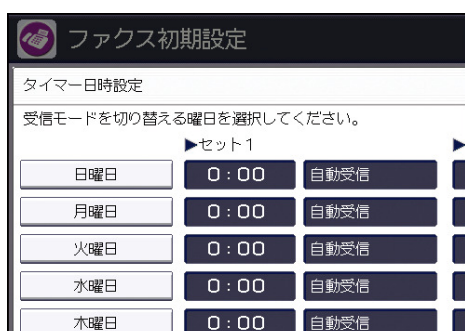 ファクス初期設定
タイマー日時設定
受信モードを切り替える曜日を選択してください。
▶セット1 ▶
日曜日 0:00 自動受信
月曜日 0:00 自動受信
火曜日 0:00 自動受信
水曜日 0:00 自動受信
木曜日 0:00 自動受信